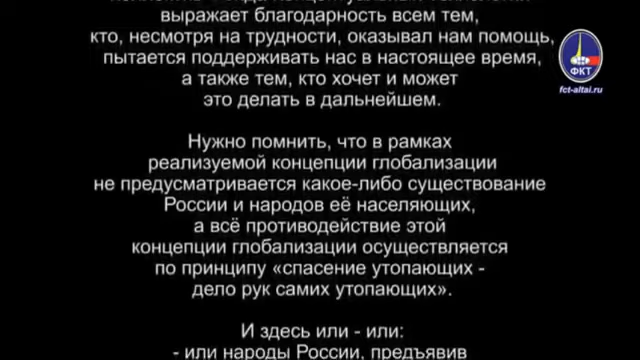 выражает благодарность всем тем,
кто, несмотря на трудности, оказывал нам помощь,
пытается поддерживать нас в настоящее время,
а также тем, кто хочет и может
это делать в дальнейшем.
Нужно помнить, что в рамках
реализуемой концепции глобализации
не предусматривается какое-либо существование
России и народов её населяющих,
а всё противодействие этой
концепции глобализации осуществляется
по принципу «спасение утопающих -
дело рук самих утопающих».
И здесь или - или:
- или народы России, предъявив
ФКТ
fct-altai.ru